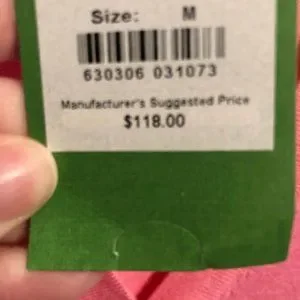 Size: M
630306 031073
Manufacturer's Suggested Price
$118.00